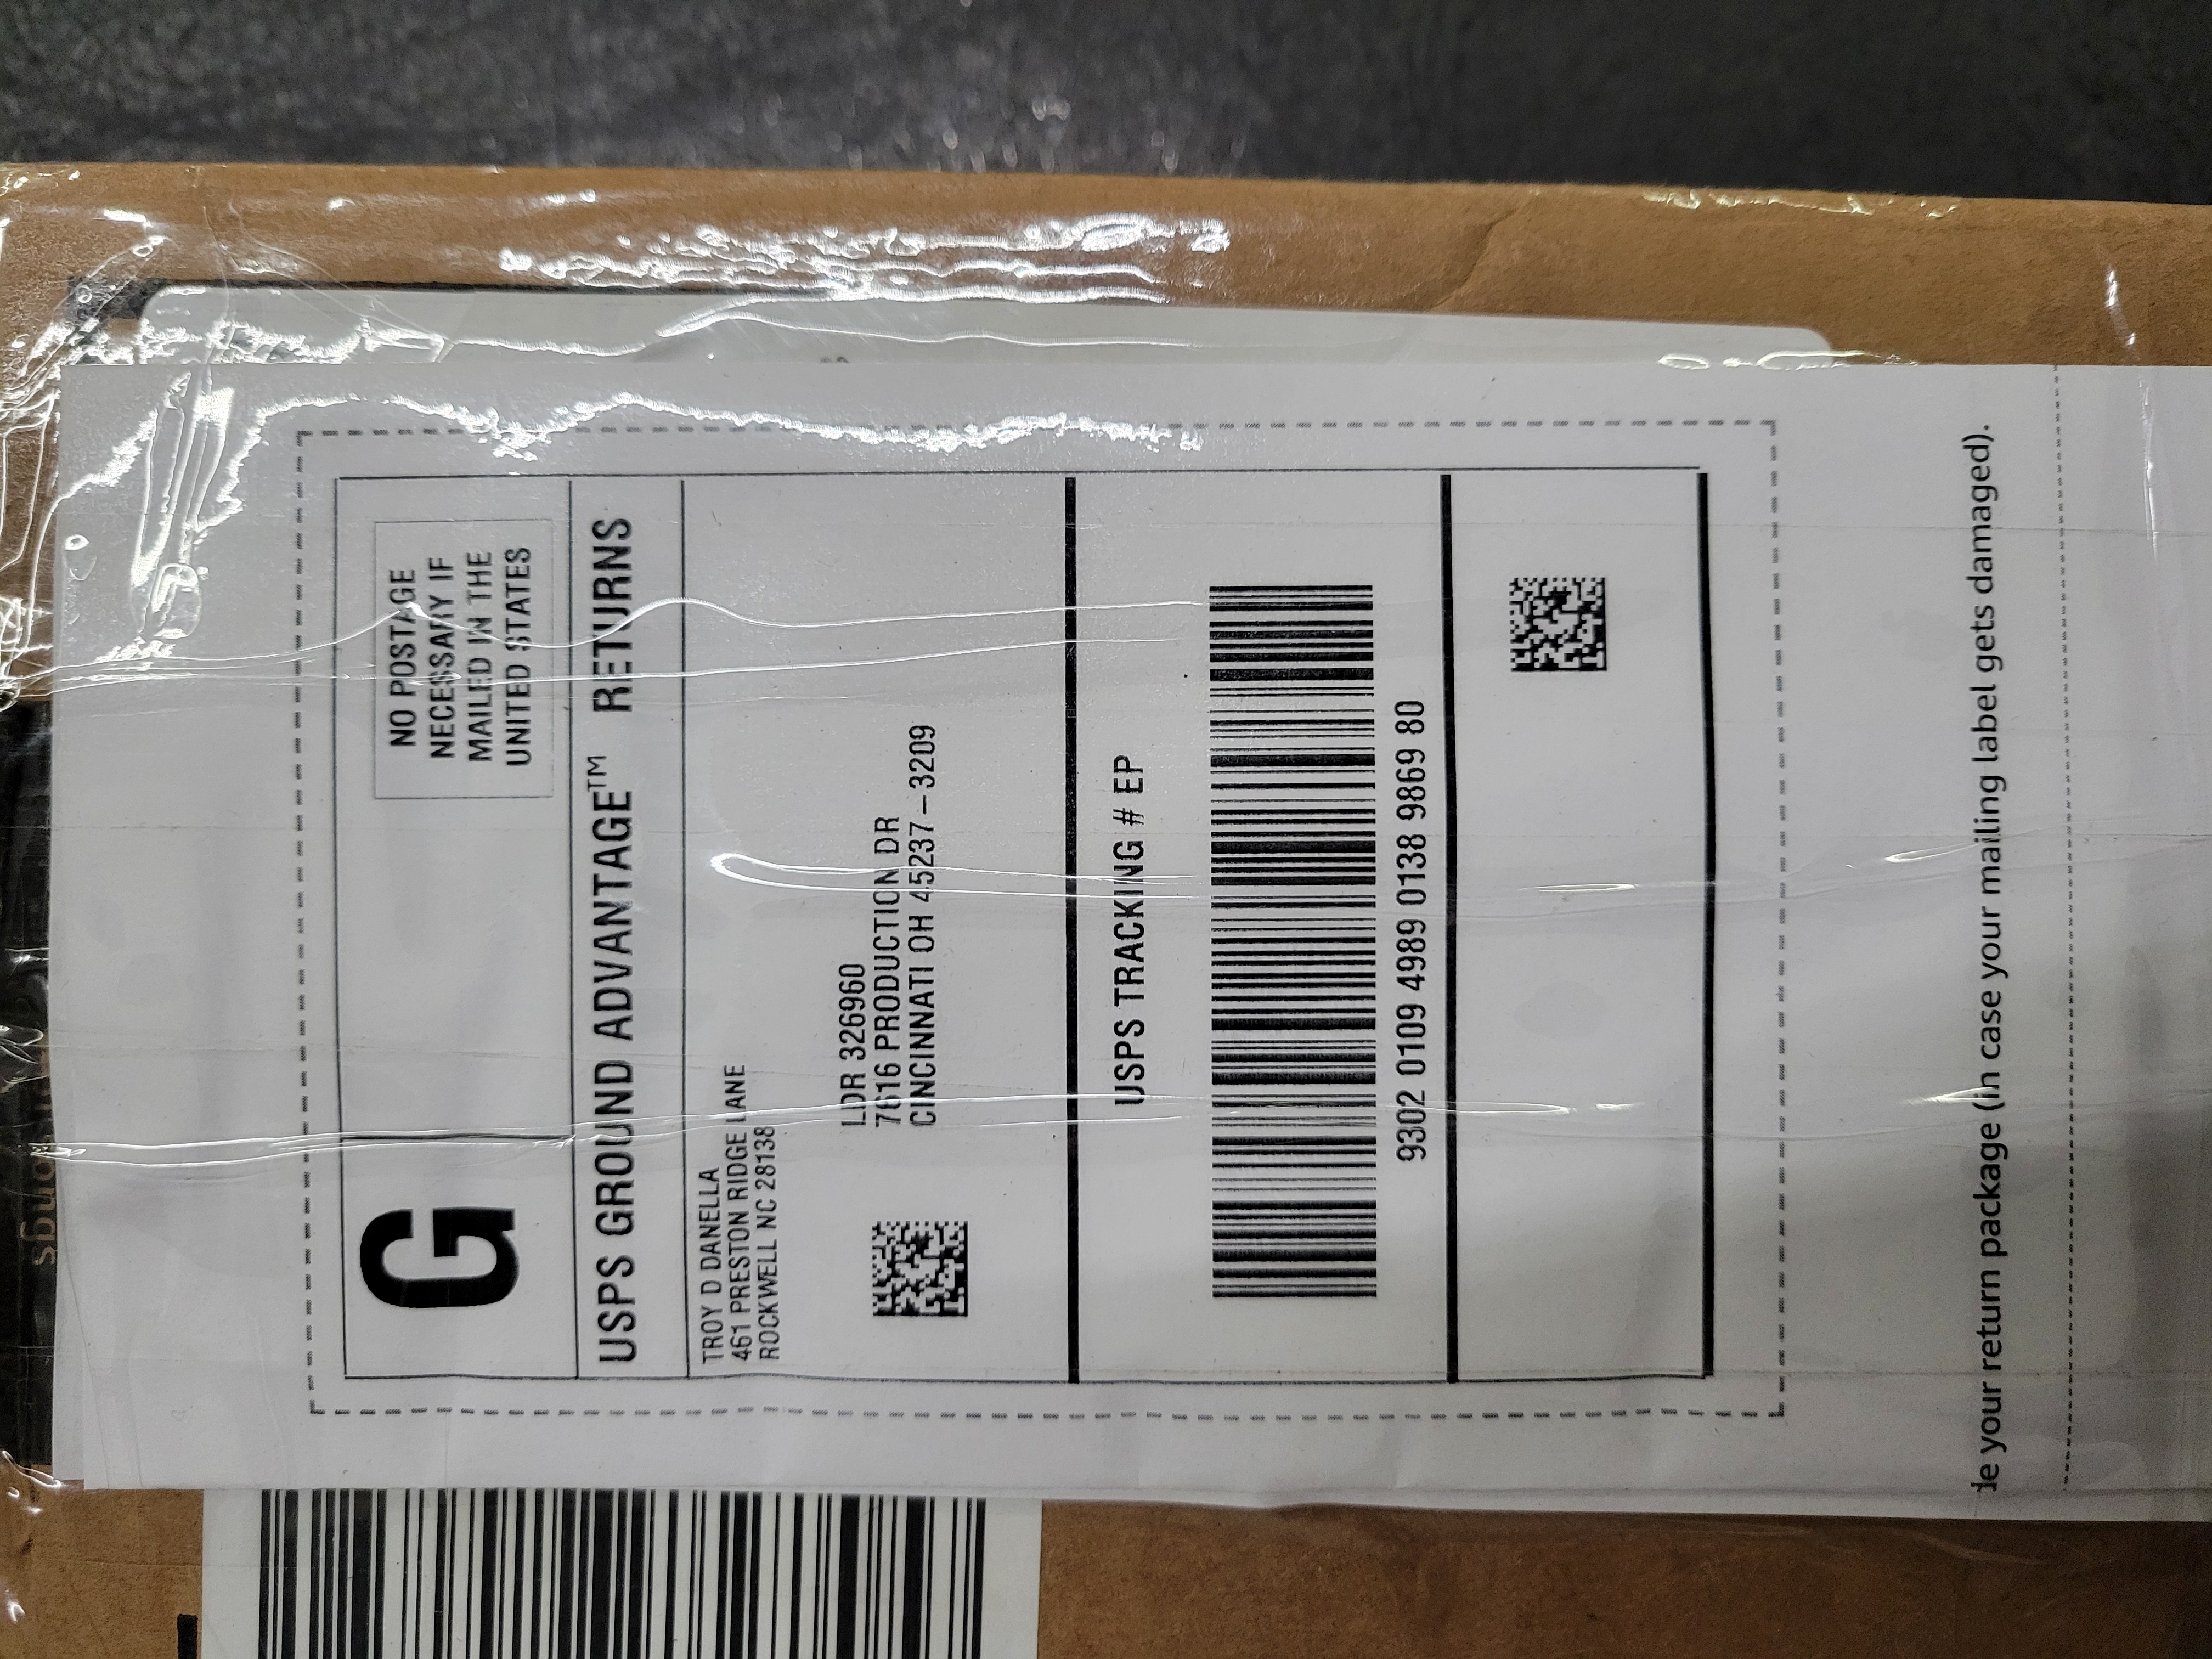 G
NO POSTAGE
NECESSARY IF
MAILED IN THE
UNITED STATES
USPS GROUND ADVANTAGE™ RETURNS
TROY D DANELLA
461 PRESTON RIDGE LANE
ROCKWELL NC 28138
LDR 326960
7616 PRODUCTION DR
CINCINNATI OH 45237-3209
USPS TRACKING # EP
9302 0109 4989 0138 9869 80
your return package (in case your mailing label gets damaged).